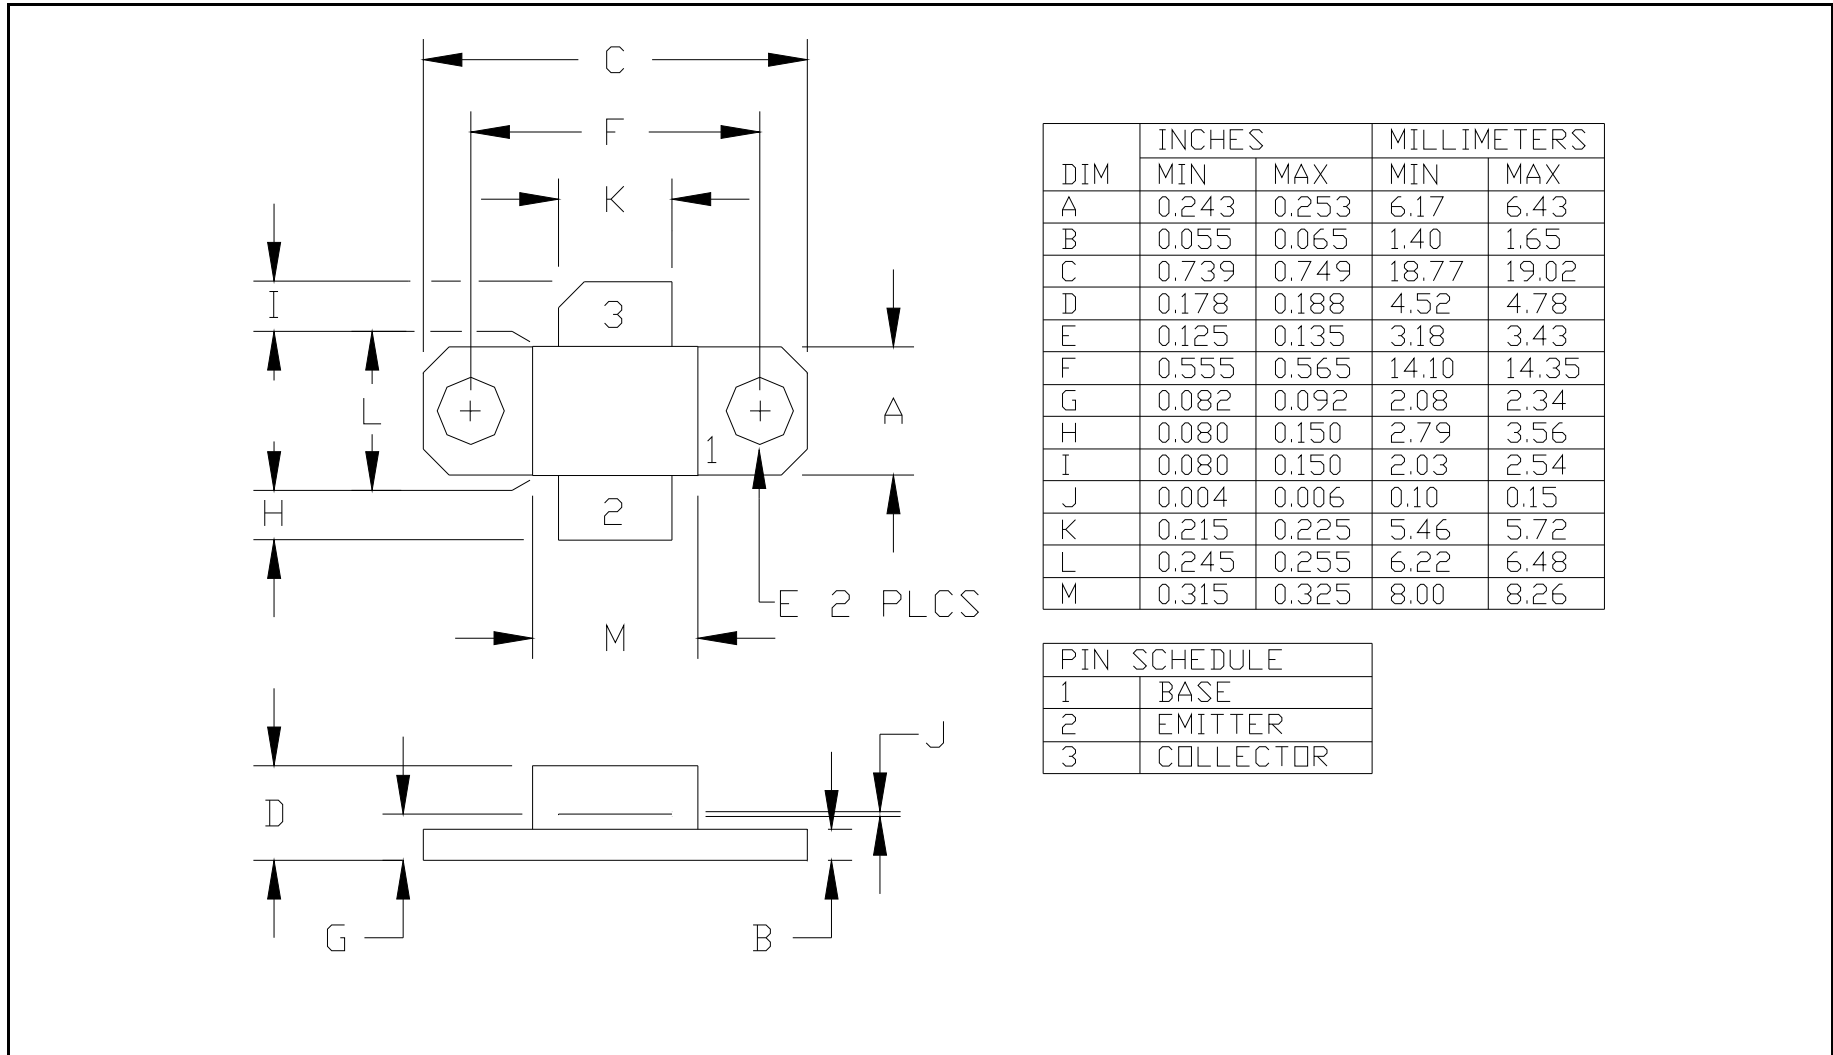 C
F
K
I
3
L
A
1
H
2
E 2 PLCS
M
J
D
G
B
INCHES MILLIMETERS
DIM MIN MAX MIN MAX
A 0.243 0.253 6.17 6.43
B 0.055 0.065 1.40 1.65
C 0.739 0.749 18.77 19.02
D 0.178 0.188 4.52 4.78
E 0.125 0.135 3.18 3.43
F 0.555 0.565 14.10 14.35
G 0.082 0.092 2.08 2.34
H 0.080 0.150 2.79 3.56
I 0.080 0.150 2.03 2.54
J 0.004 0.006 0.10 0.15
K 0.215 0.225 5.46 5.72
L 0.245 0.255 6.22 6.48
M 0.315 0.325 8.00 8.26
PIN SCHEDULE
1 BASE
2 EMITTER
3 COLLECTOR